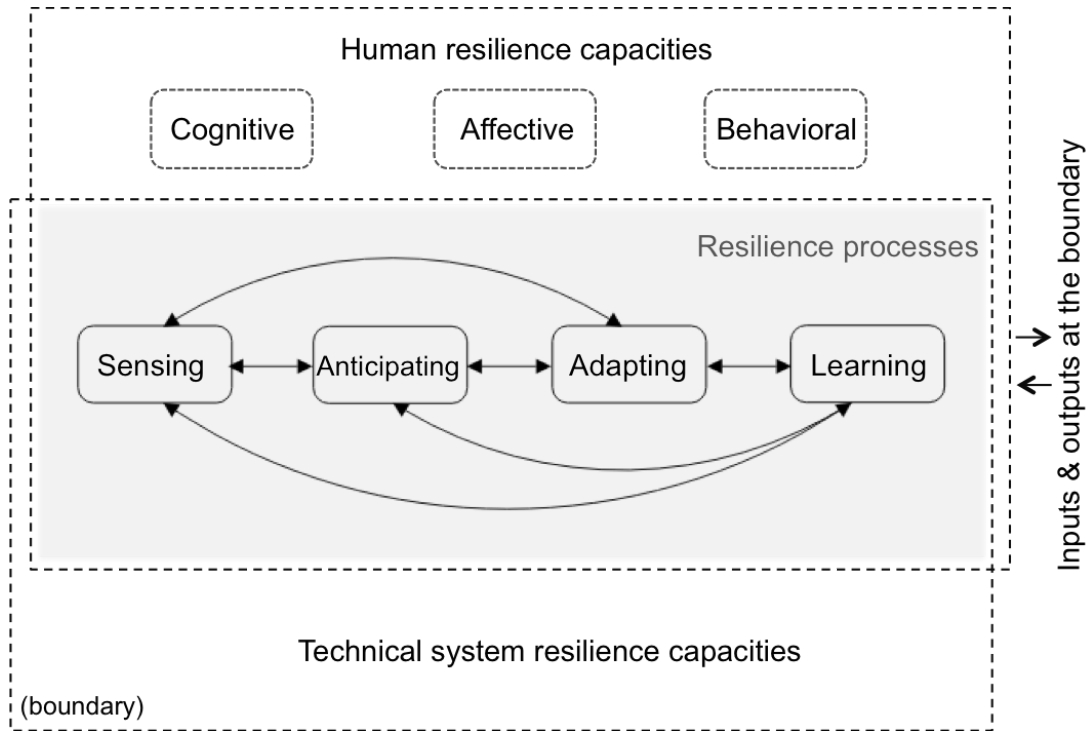 Human resilience capacities
Cognitive
Affective
Behavioral
Resilience processes
Sensing
Anticipating
Adapting
Learning
Inputs & outputs at the boundary
Technical system resilience capacities
(boundary)